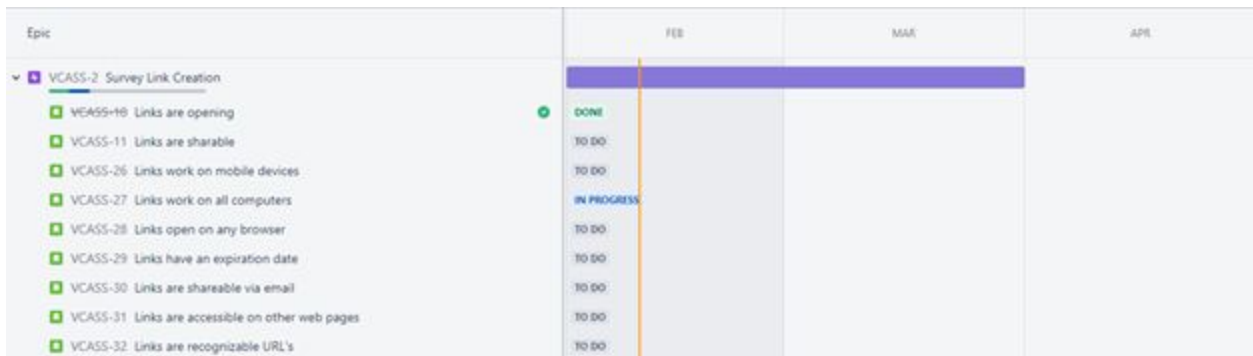 Epic FEB MAR APR
VCASS-2 Survey Link Creation
VCASS-10 Links are opening DONE
VCASS-11 Links are sharable TO DO
VCASS-26 Links work on mobile devices TO DO
VCASS-27 Links work on all computers IN PROGRESS
VCASS-28 Links open on any browser TO DO
VCASS-29 Links have an expiration date TO DO
VCASS-30 Links are shareable via email TO DO
VCASS-31 Links are accessible on other web pages TO DO
VCASS-32 Links are recognizable URL's TO DO